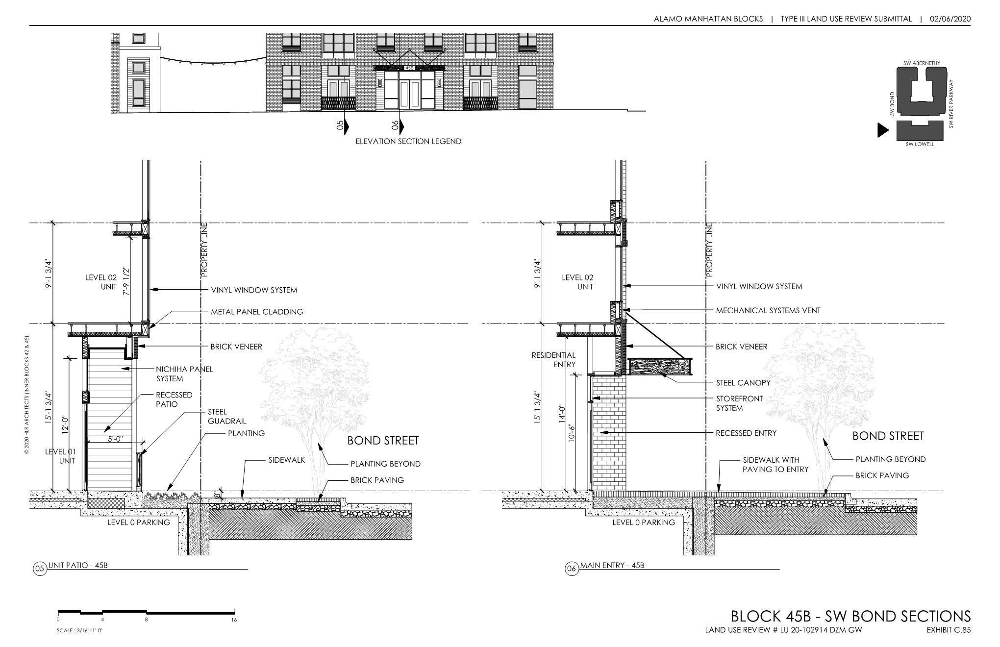 ALAMO MANHATTAN BLOCKS | TYPE III LAND USE REVIEW SUBMITTAL | 02/06/2020
45B
05
06
ELEVATION SECTION LEGEND
SW ABERNETHY
SW BOND
SW RIVER PARKWAY
SW LOWELL
© 2020 HLR ARCHITECTS [INNER BLOCKS 42 & 45]
9'-1 3/4"
LEVEL 02
UNIT
7'-9 1/2"
PROPERTY LINE
VINYL WINDOW SYSTEM
METAL PANEL CLADDING
BRICK VENEER
NICHIHA PANEL
SYSTEM
RECESSED
PATIO
STEEL
GUADRAIL
PLANTING
15'-1 3/4"
12'-0"
5'-0"
LEVEL 01
UNIT
BOND STREET
SIDEWALK
PLANTING BEYOND
BRICK PAVING
8"
LEVEL 0 PARKING
05 UNIT PATIO - 45B
9'-1 3/4"
LEVEL 02
UNIT
PROPERTY LINE
VINYL WINDOW SYSTEM
MECHANICAL SYSTEMS VENT
BRICK VENEER
RESIDENTIAL
ENTRY
STEEL CANOPY
STOREFRONT
SYSTEM
15'-1 3/4"
14'-0"
10'-6"
RECESSED ENTRY
BOND STREET
SIDEWALK WITH
PAVING TO ENTRY
PLANTING BEYOND
BRICK PAVING
LEVEL 0 PARKING
06 MAIN ENTRY - 45B
0 4 8 16
SCALE : 3/16"=1'-0"
BLOCK 45B - SW BOND SECTIONS
LAND USE REVIEW # LU 20-102914 DZM GW EXHIBIT C.85